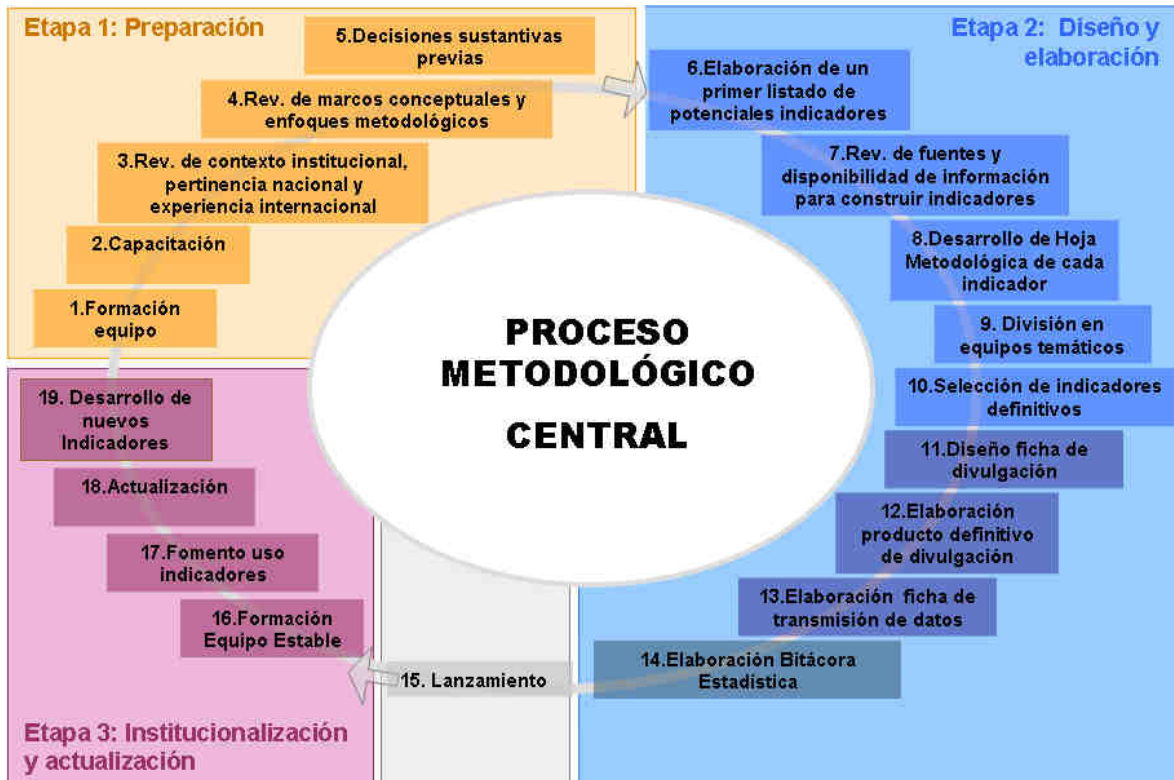 Etapa 1: Preparación
5.Decisiones sustantivas
previas
4.Rev. de marcos conceptuales y
enfoques metodológicos
3.Rev. de contexto institucional,
pertinencia nacional y
experiencia internacional
2.Capacitación
1.Formación
equipo
Etapa 2: Diseño y
elaboración
6.Elaboración de un
primer listado de
potenciales indicadores
7.Rev. de fuentes y
disponibilidad de información
para construir indicadores
8.Desarrollo de Hoja
Metodológica de cada
indicador
9. División en
equipos temáticos
10.Selección de indicadores
definitivos
11.Diseño ficha de
divulgación
12.Elaboración
producto definitivo
de divulgación
13.Elaboración ficha de
transmisión de datos
14.Elaboración Bitácora
Estadística
15. Lanzamiento
PROCESO
METODOLÓGICO
CENTRAL
19. Desarrollo de
nuevos
Indicadores
18.Actualización
17.Fomento uso
indicadores
16.Formación
Equipo Estable
Etapa 3: Institucionalización
y actualización